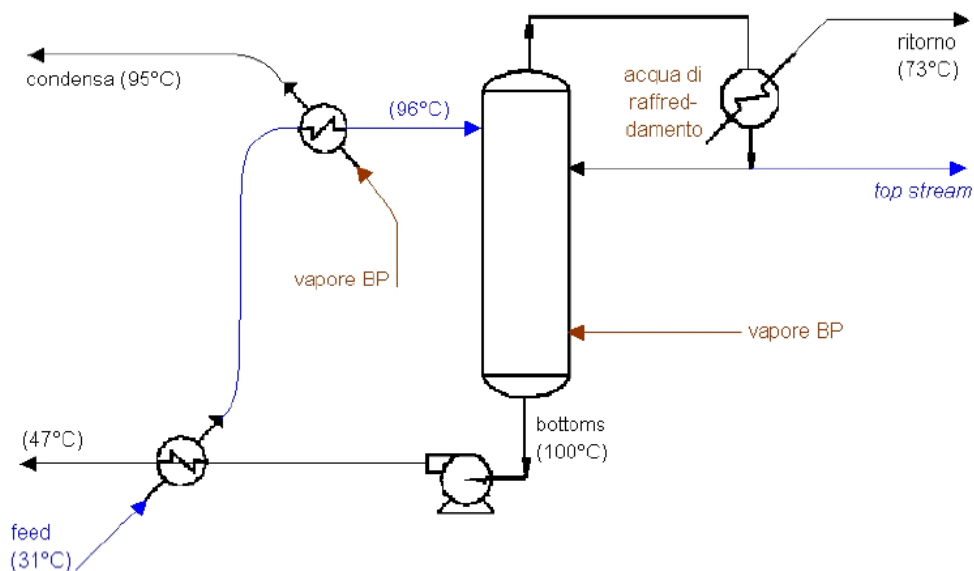 ritorno
(73°C)
condensa (95°C)
acqua di
raffred-
damento
(96°C)
top stream
vapore BP
vapore BP
(47°C)
bottoms
(100°C)
feed
(31°C)